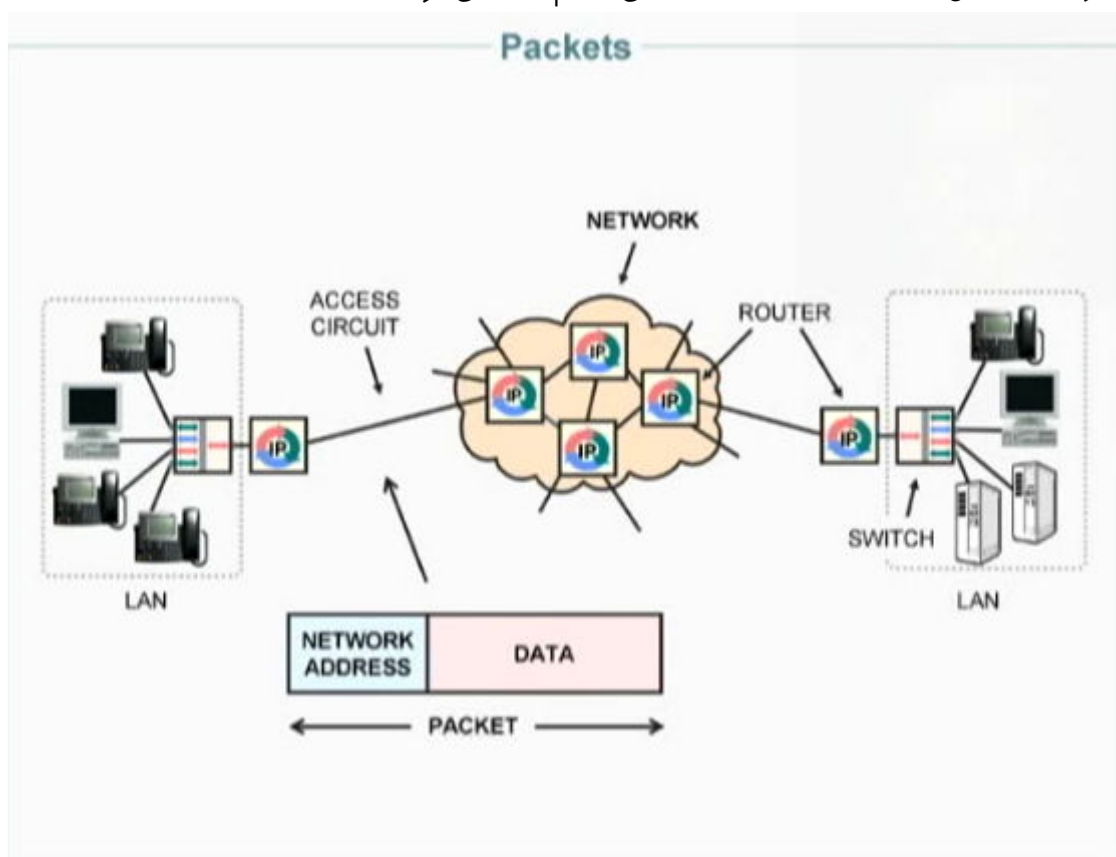 Packets
NETWORK
ACCESS
CIRCUIT
ROUTER
IP
IP
IP
IP
IP
IP
SWITCH
LAN
LAN
NETWORK
ADDRESS
DATA
PACKET